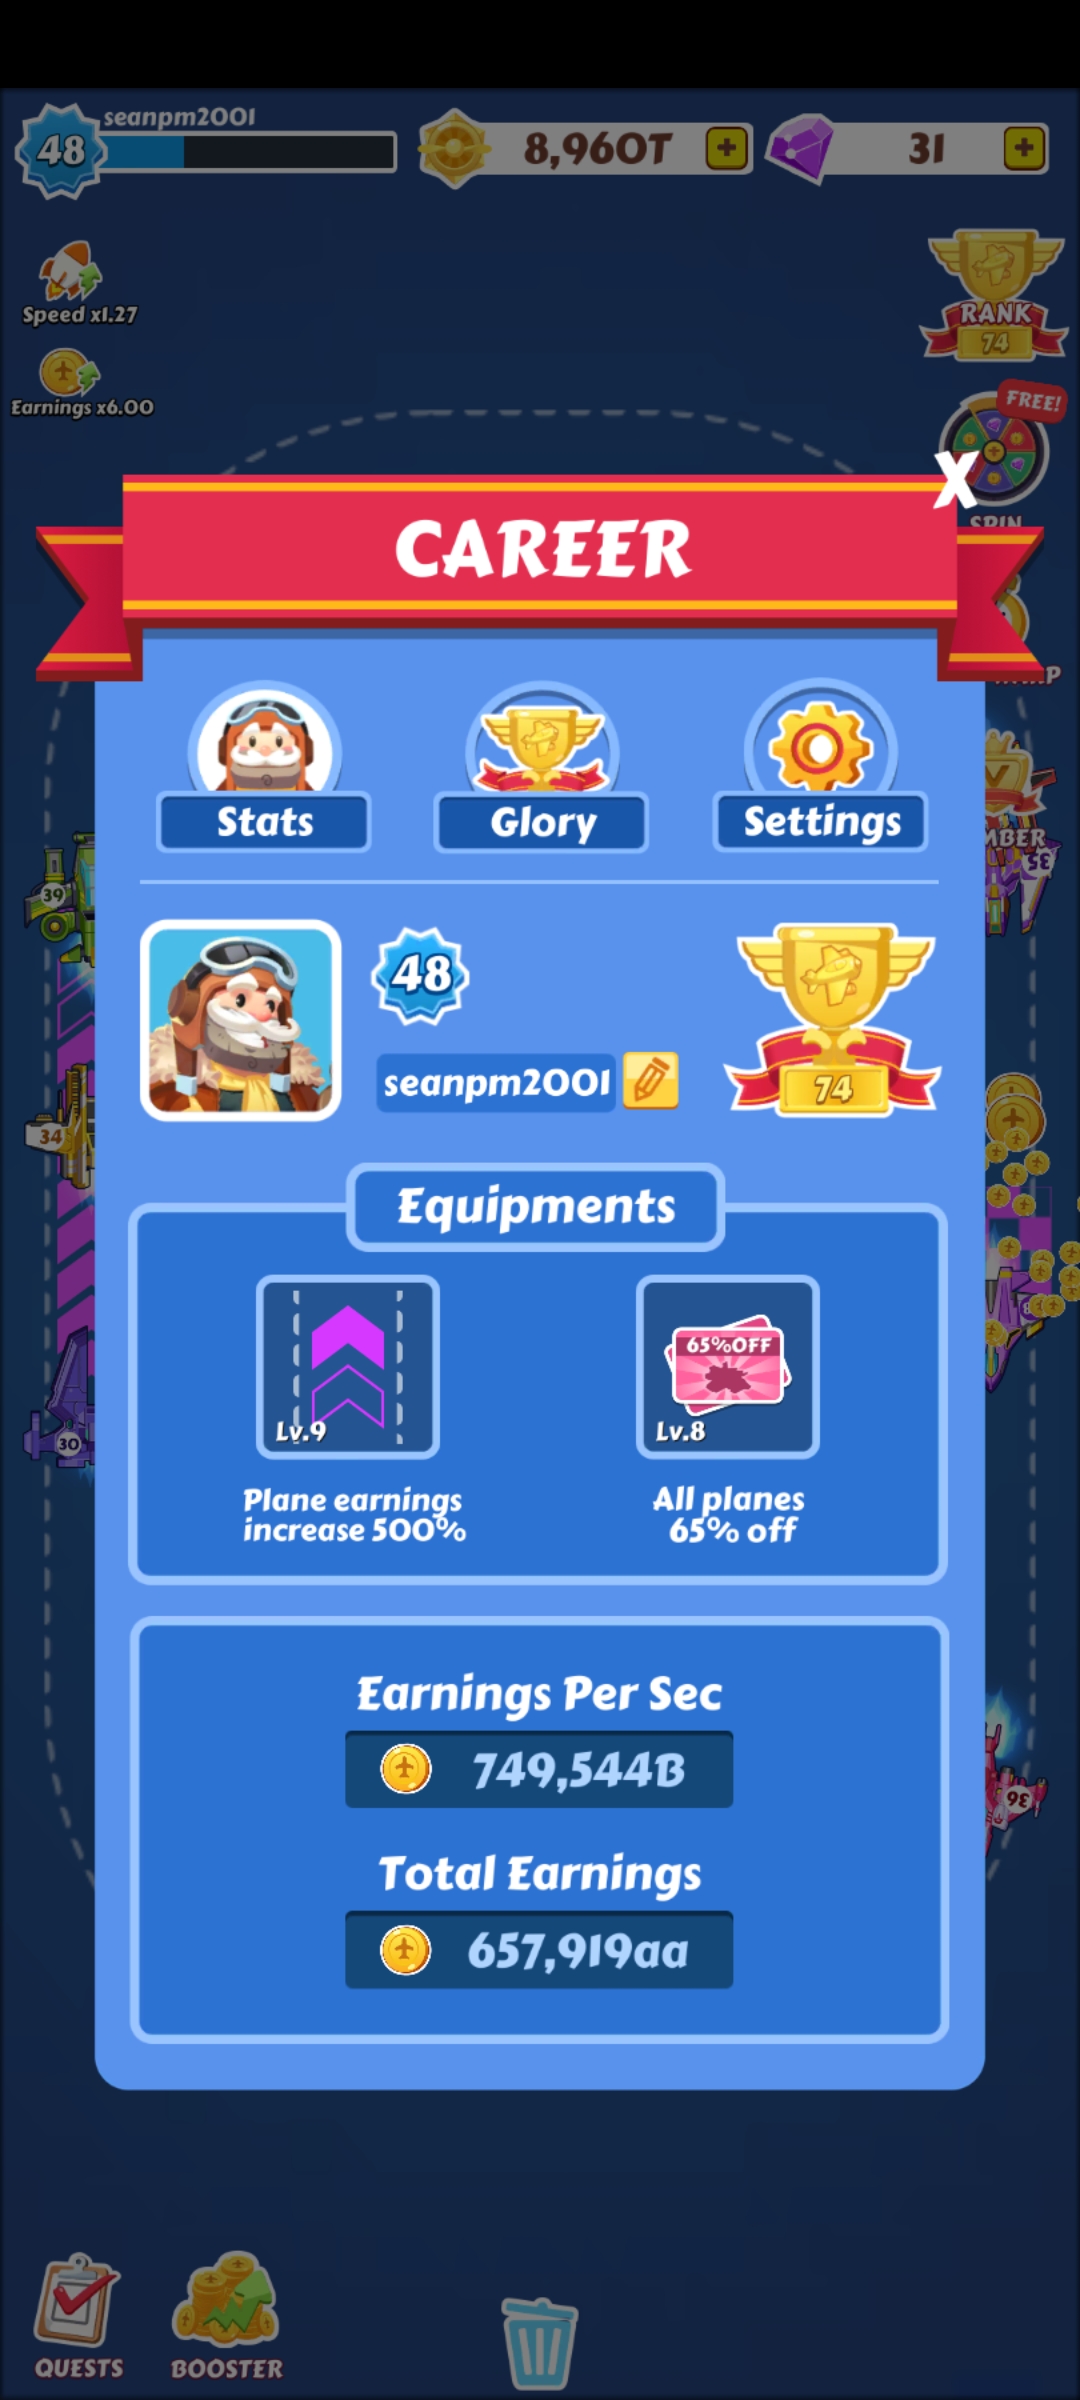 seanpm2001
48
8,960T
31
Speed x1.27
Earnings x6.00
RANK
74
FREE!
SPIN
X
CAREER
Stats
Glory
Settings
39
35
48
seanpm2001
74
34
Equipments
65%OFF
Lv.9
Lv.8
30
Plane earnings
increase 500%
All planes
65% off
Earnings Per Sec
749,544B
36
Total Earnings
657,919aa
QUESTS
BOOSTER